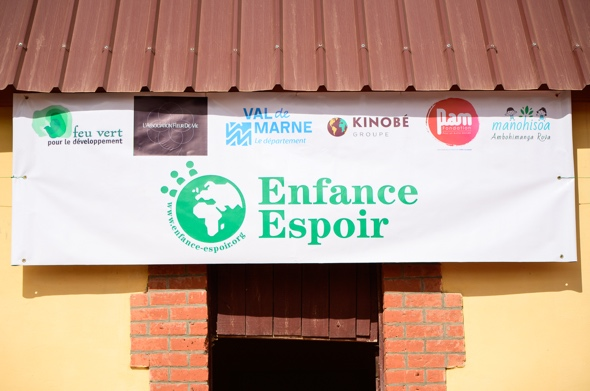 feu vert
pour le développement
L'ASSOCIATION FLEUR DE VIE
VAL de
MARNE
Le département
KINOBÉ
GROUPE
Pam
Fondation
manohisoa
Ambohimanga Rova
www.enfance-espoir.org
Enfance
Espoir